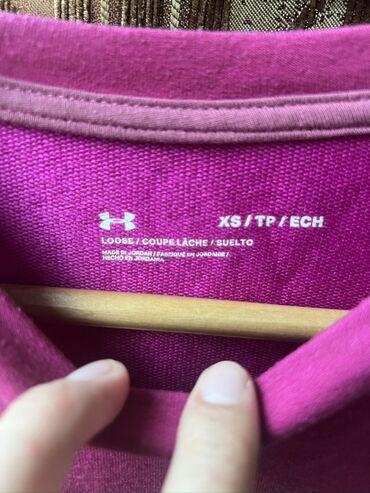 XS / TP / ECH
LOOSE / COUPE LÂCHE / SUELTO
MADE IN JORDAN / FABRIQUÉ EN JORDANIE /
HECHO EN JORDANIA